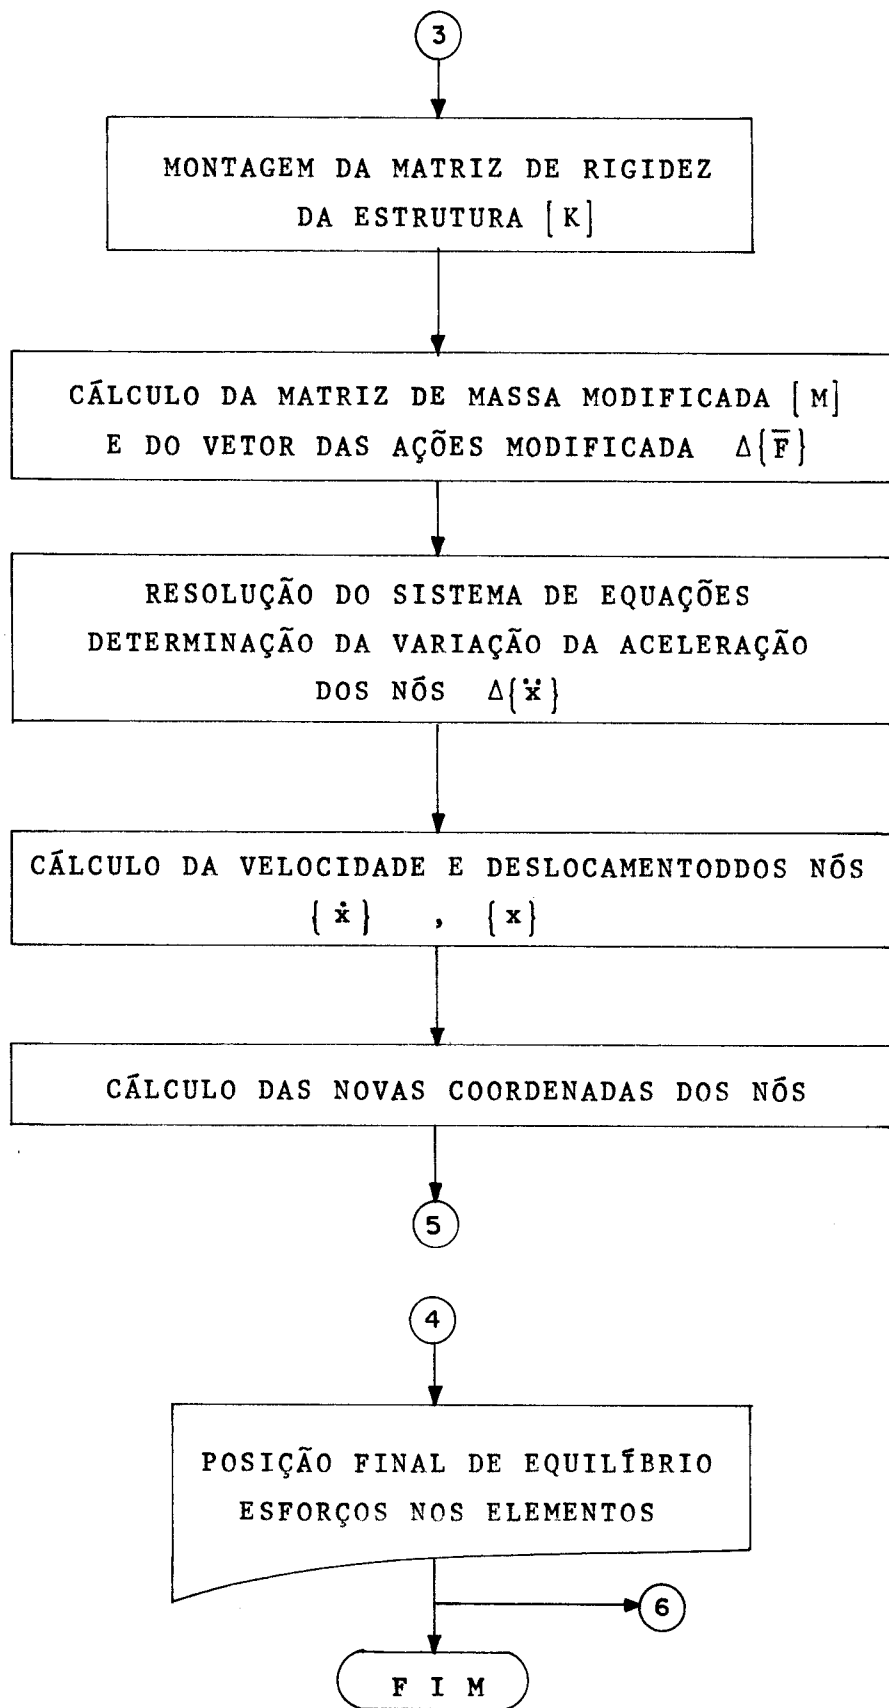 3
MONTAGEM DA MATRIZ DE RIGIDEZ
DA ESTRUTURA [K]
CÁLCULO DA MATRIZ DE MASSA MODIFICADA [M]
E DO VETOR DAS AÇÕES MODIFICADA Δ{F̅}
RESOLUÇÃO DO SISTEMA DE EQUAÇÕES
DETERMINAÇÃO DA VARIAÇÃO DA ACELERAÇÃO
DOS NÓS Δ{ẍ}
CÁLCULO DA VELOCIDADE E DESLOCAMENTODDOS NÓS
{ẋ} , {x}
CÁLCULO DAS NOVAS COORDENADAS DOS NÓS
5
4
POSIÇÃO FINAL DE EQUILÍBRIO
ESFORÇOS NOS ELEMENTOS
6
F I M